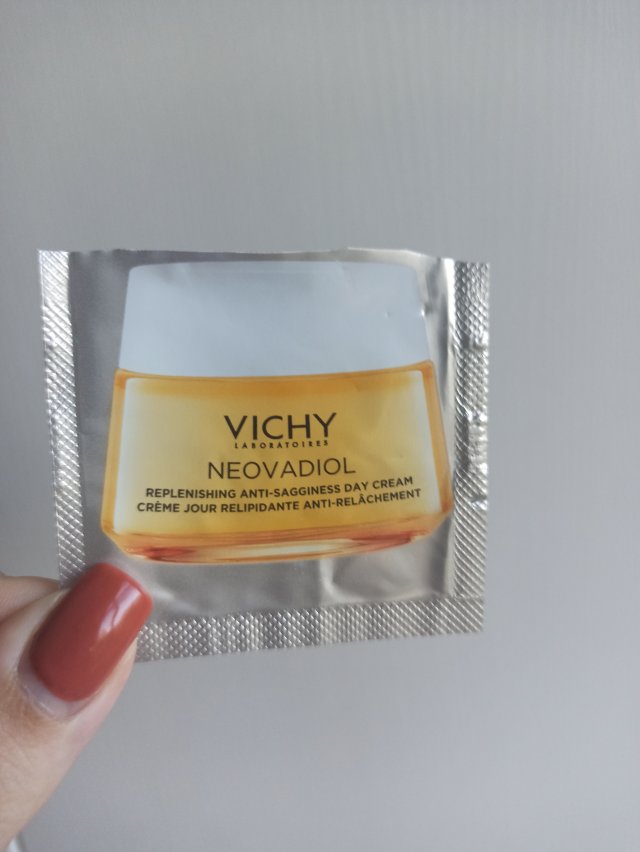 VICHY
LABORATOIRES
NEOVADIOL
REPLENISHING ANTI-SAGGINESS DAY CREAM
CRÈME JOUR RELIPIDANTE ANTI-RELÂCHEMENT